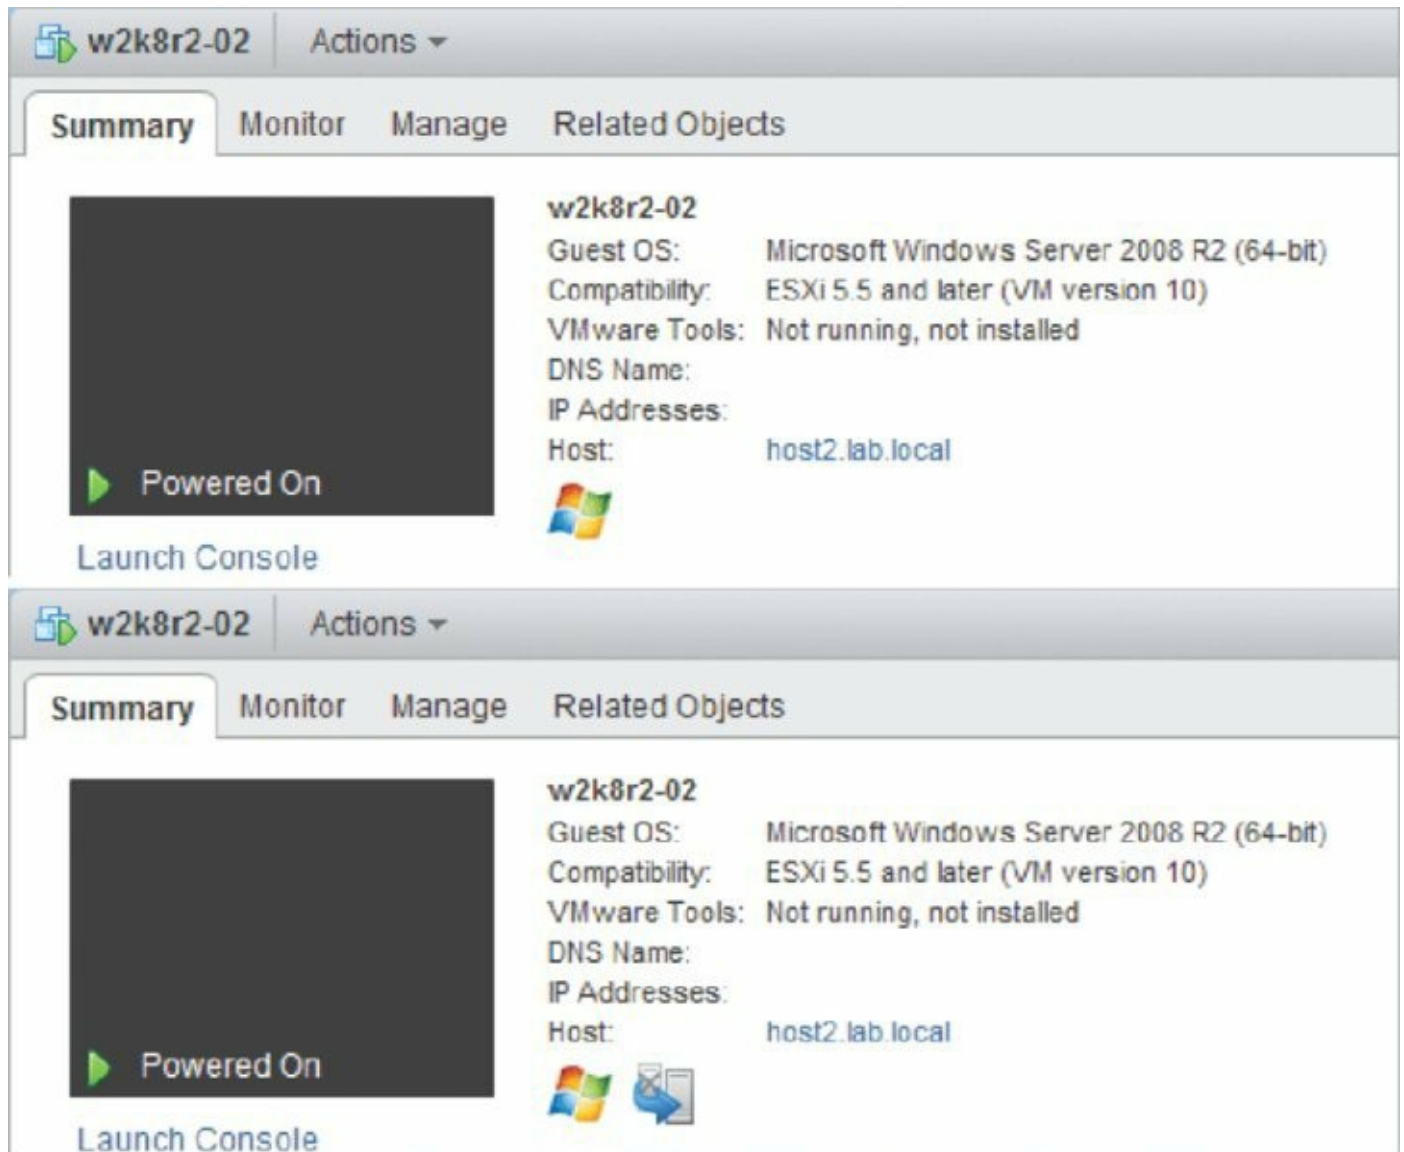 w2k8r2-02 Actions
Summary Monitor Manage Related Objects
w2k8r2-02
Guest OS: Microsoft Windows Server 2008 R2 (64-bit)
Compatibility: ESXi 5.5 and later (VM version 10)
VMware Tools: Not running, not installed
DNS Name:
IP Addresses:
Host: host2.lab.local
Powered On
Launch Console
w2k8r2-02 Actions
Summary Monitor Manage Related Objects
w2k8r2-02
Guest OS: Microsoft Windows Server 2008 R2 (64-bit)
Compatibility: ESXi 5.5 and later (VM version 10)
VMware Tools: Not running, not installed
DNS Name:
IP Addresses:
Host: host2.lab.local
Powered On
Launch Console